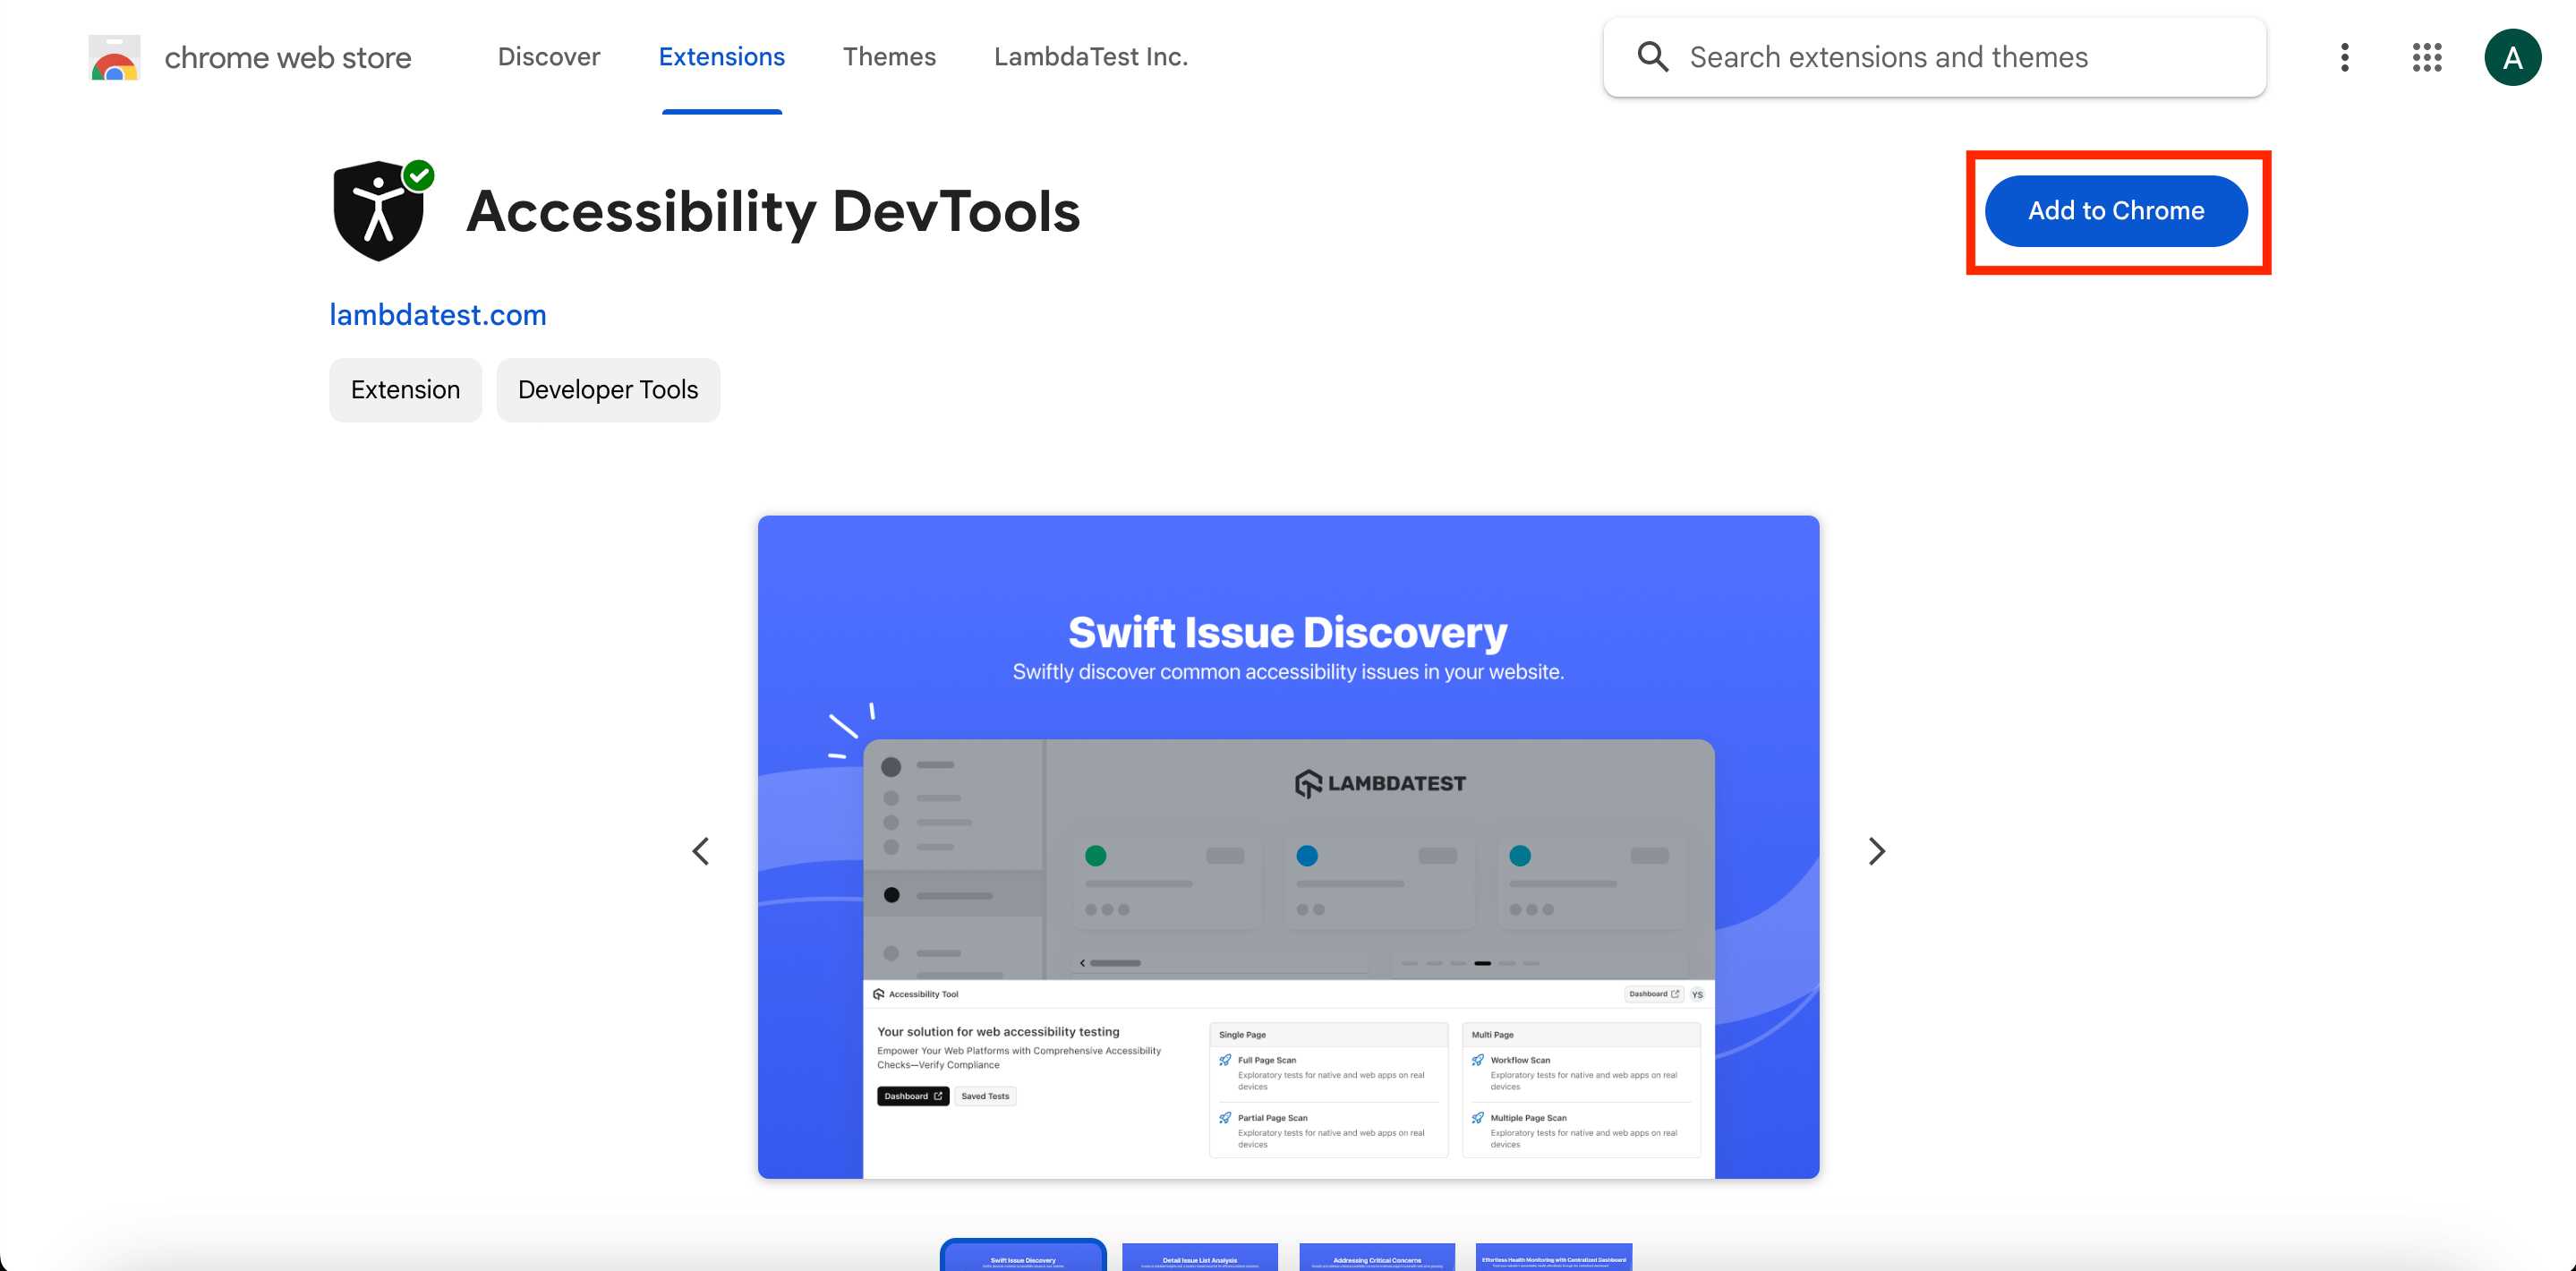 chrome web store
Discover
Extensions
Themes
LambdaTest Inc.
Search extensions and themes
A
Accessibility DevTools
Add to Chrome
lambdatest.com
Extension
Developer Tools
Swift Issue Discovery
Swiftly discover common accessibility issues in your website.
LAMBDATEST
Accessibility Tool
Dashboard
YS
Your solution for web accessibility testing
Empower Your Web Platforms with Comprehensive Accessibility
Checks—Verify Compliance
Dashboard
Saved Tests
Single Page
Full Page Scan
Exploratory tests for native and web apps on real
devices
Partial Page Scan
Exploratory tests for native and web apps on real
devices
Multi Page
Workflow Scan
Exploratory tests for native and web apps on real
devices
Multiple Page Scan
Exploratory tests for native and web apps on real
devices
Swift Issue Discovery
Detail Issue List Analysis
Addressing Critical Concerns
Effortless Health Monitoring with Centralized Dashboard